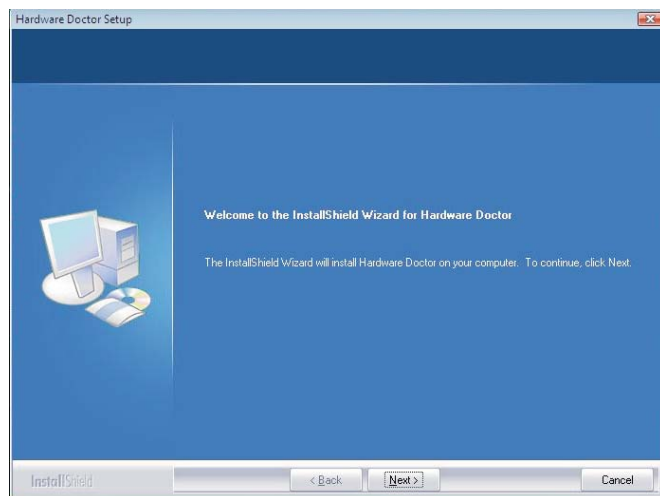 Hardware Doctor Setup
Welcome to the InstallShield Wizard for Hardware Doctor
The InstallShield Wizard will install Hardware Doctor on your computer. To continue, click Next.
InstallShield
< Back
Next >
Cancel